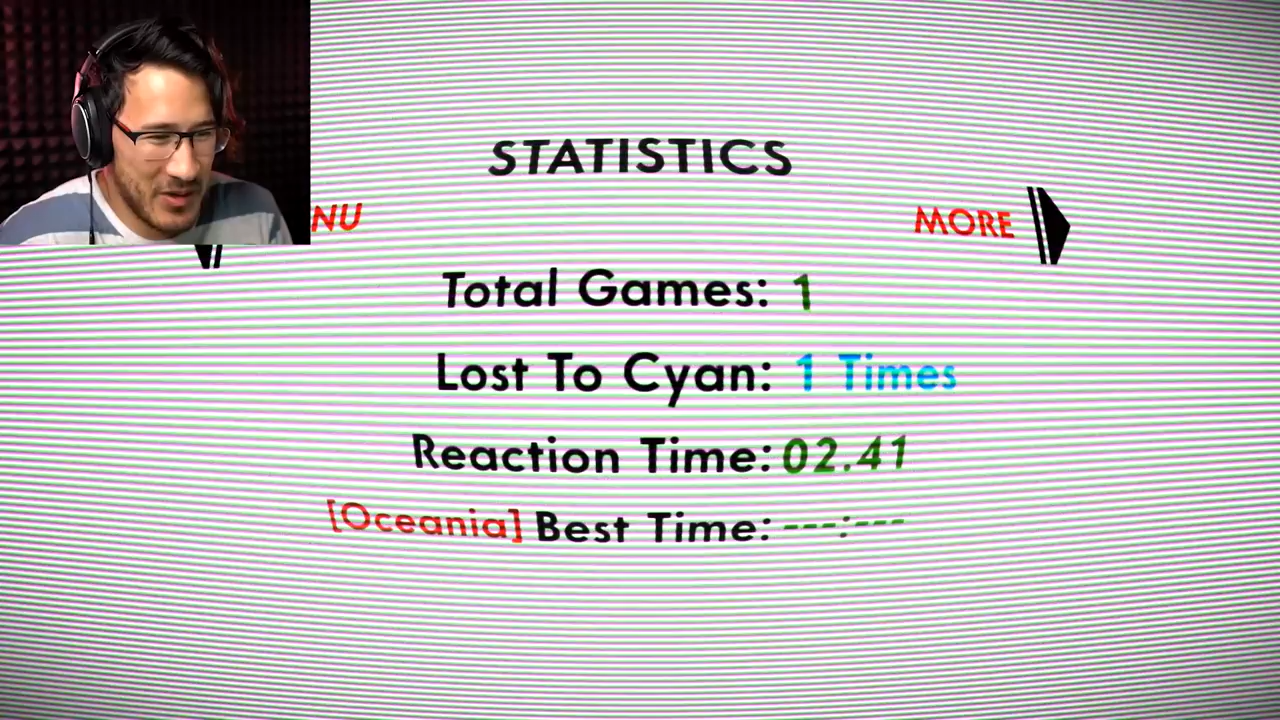 STATISTICS
NU
MORE
Total Games: 1
Lost To Cyan: 1 Times
Reaction Time: 02.41
[Oceania] Best Time: ---:---